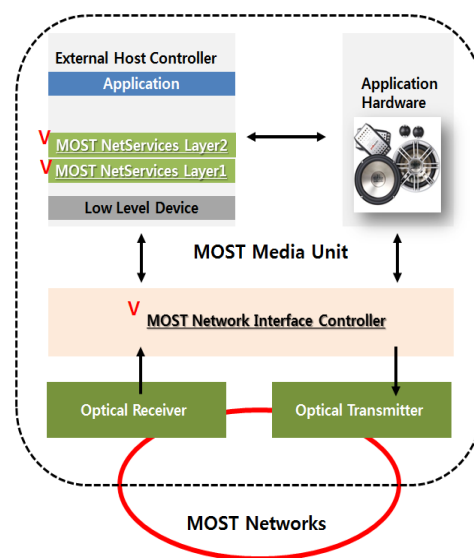 External Host Controller
Application
V MOST NetServices Layer2
V MOST NetServices Layer1
Low Level Device
Application
Hardware
MOST Media Unit
V MOST Network Interface Controller
Optical Receiver
Optical Transmitter
MOST Networks